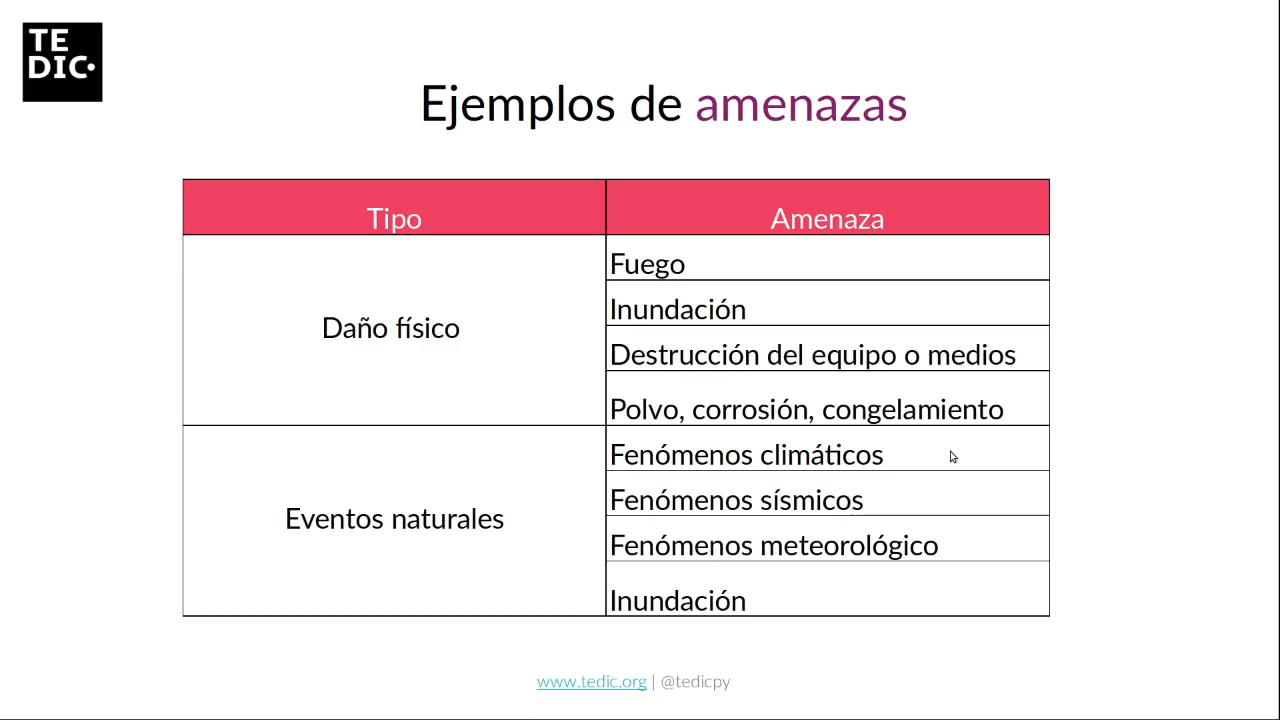 TE
DIC
Ejemplos de amenazas
Tipo
Amenaza
Daño físico
Fuego
Inundación
Destrucción del equipo o medios
Polvo, corrosión, congelamiento
Eventos naturales
Fenómenos climáticos
Fenómenos sísmicos
Fenómenos meteorológico
Inundación
www.tedic.org | @tedicpy